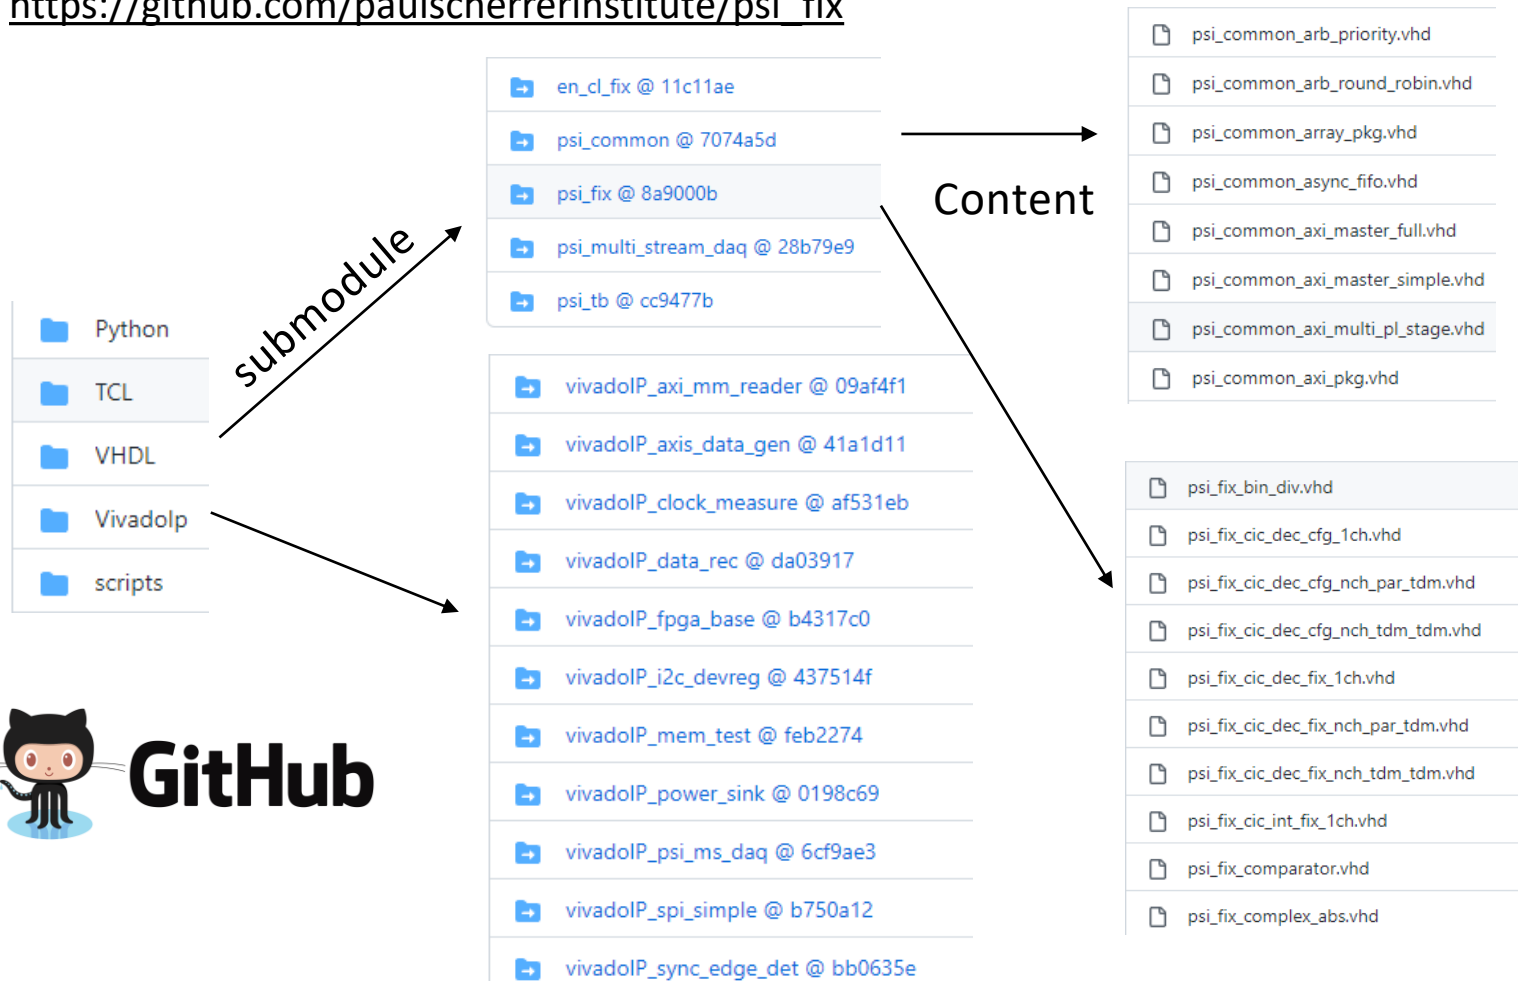 https://github.com/paulscherrerinstitute/psi_fix
Python
TCL
VHDL
VivadoIp
scripts
GitHub
submodule
en_cl_fix @ 11c11ae
psi_common @ 7074a5d
psi_fix @ 8a9000b
psi_multi_stream_daq @ 28b79e9
psi_tb @ cc9477b
vivadoIP_axi_mm_reader @ 09af4f1
vivadoIP_axis_data_gen @ 41a1d11
vivadoIP_clock_measure @ af531eb
vivadoIP_data_rec @ da03917
vivadoIP_fpga_base @ b4317c0
vivadoIP_i2c_devreg @ 437514f
vivadoIP_mem_test @ feb2274
vivadoIP_power_sink @ 0198c69
vivadoIP_psi_ms_daq @ 6cf9ae3
vivadoIP_spi_simple @ b750a12
vivadoIP_sync_edge_det @ bb0635e
Content
psi_common_arb_priority.vhd
psi_common_arb_round_robin.vhd
psi_common_array_pkg.vhd
psi_common_async_fifo.vhd
psi_common_axi_master_full.vhd
psi_common_axi_master_simple.vhd
psi_common_axi_multi_pl_stage.vhd
psi_common_axi_pkg.vhd
psi_fix_bin_div.vhd
psi_fix_cic_dec_cfg_1ch.vhd
psi_fix_cic_dec_cfg_nch_par_tdm.vhd
psi_fix_cic_dec_cfg_nch_tdm_tdm.vhd
psi_fix_cic_dec_fix_1ch.vhd
psi_fix_cic_dec_fix_nch_par_tdm.vhd
psi_fix_cic_dec_fix_nch_tdm_tdm.vhd
psi_fix_cic_int_fix_1ch.vhd
psi_fix_comparator.vhd
psi_fix_complex_abs.vhd